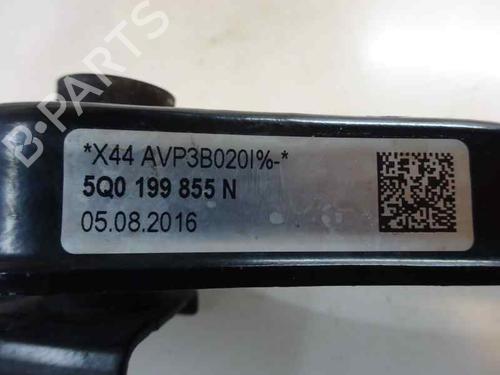 *X44 AVP3B020I%-*
5Q0 199 855 N
05.08.2016
B-PARTS